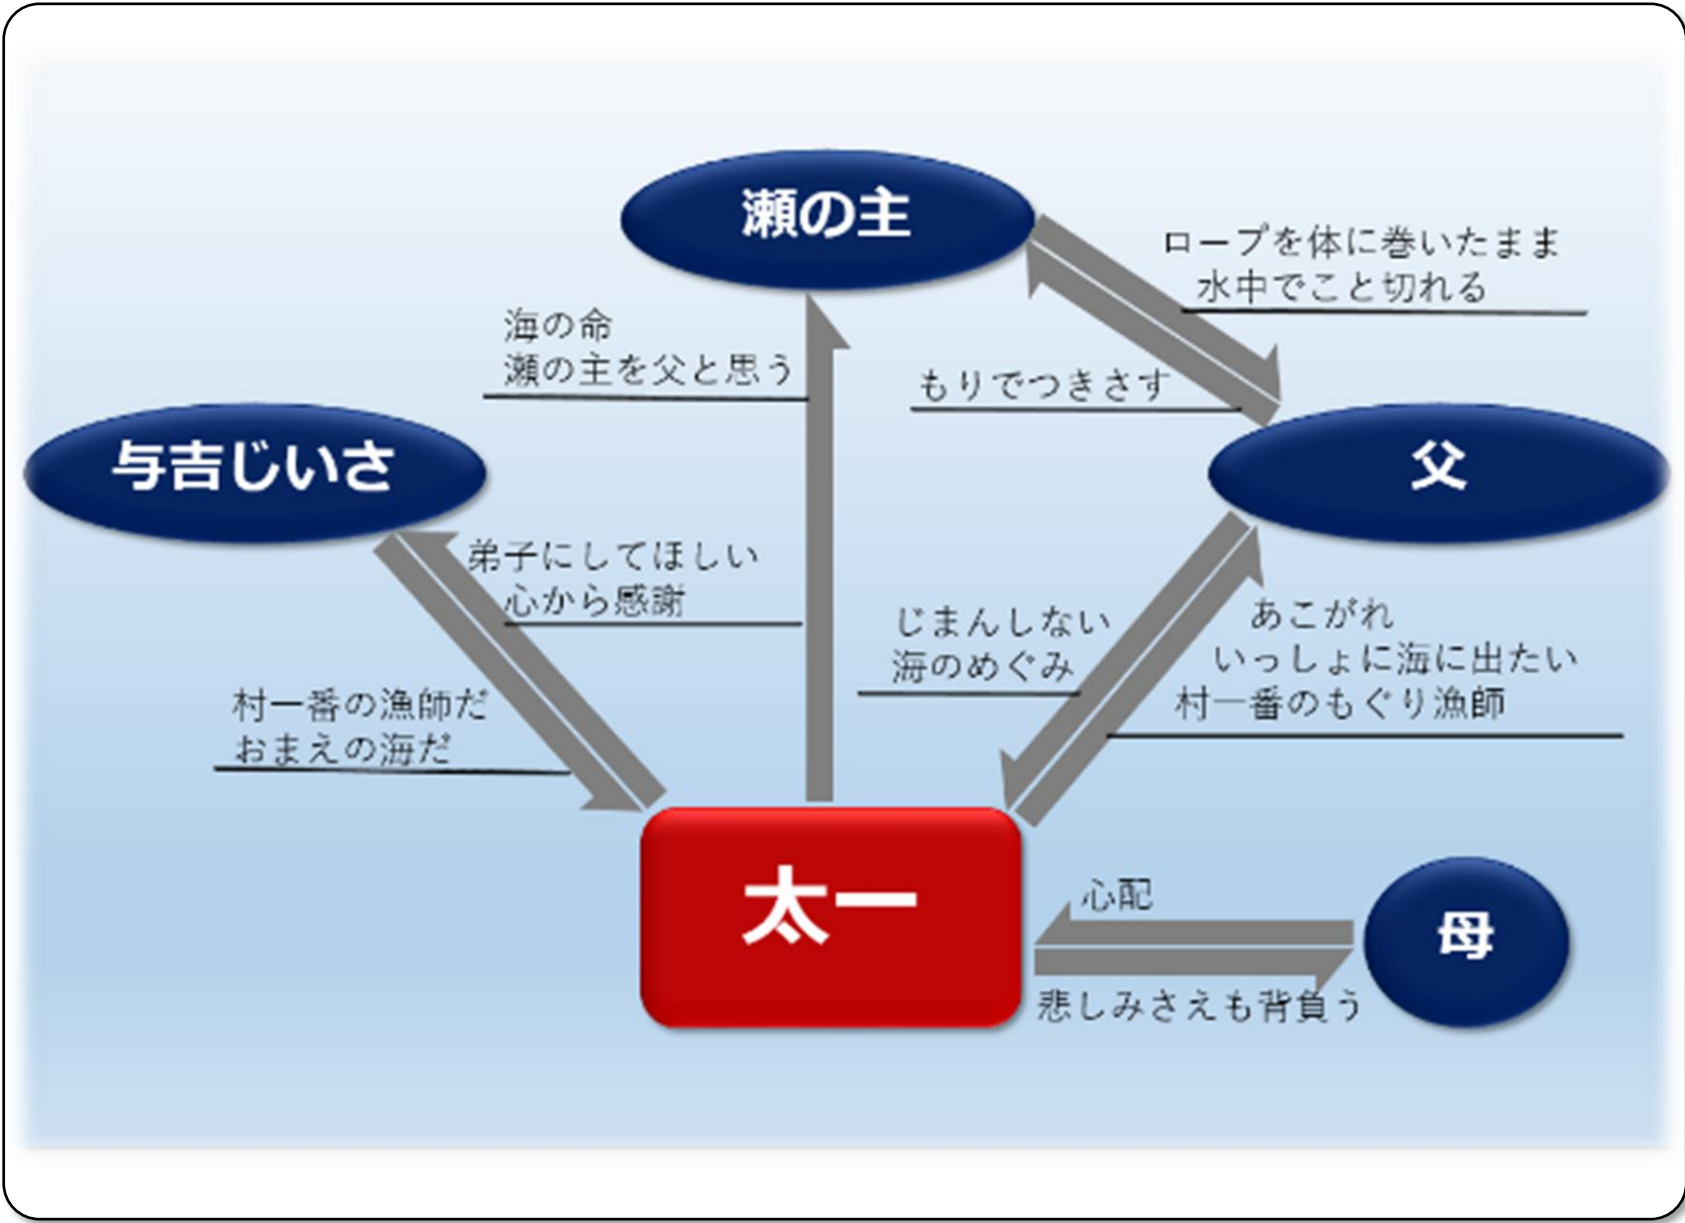 瀬の主
ロープを体に巻いたまま
水中でこと切れる
海の命
瀬の主を父と思う
もりでつきさす
与吉じいさ
父
弟子にしてほしい
心から感謝
じまんしない
海のめぐみ
あこがれ
いっしょに海に出たい
村一番のもぐり漁師
村一番の漁師だ
おまえの海だ
太一
心配
母
悲しみさえも背負う